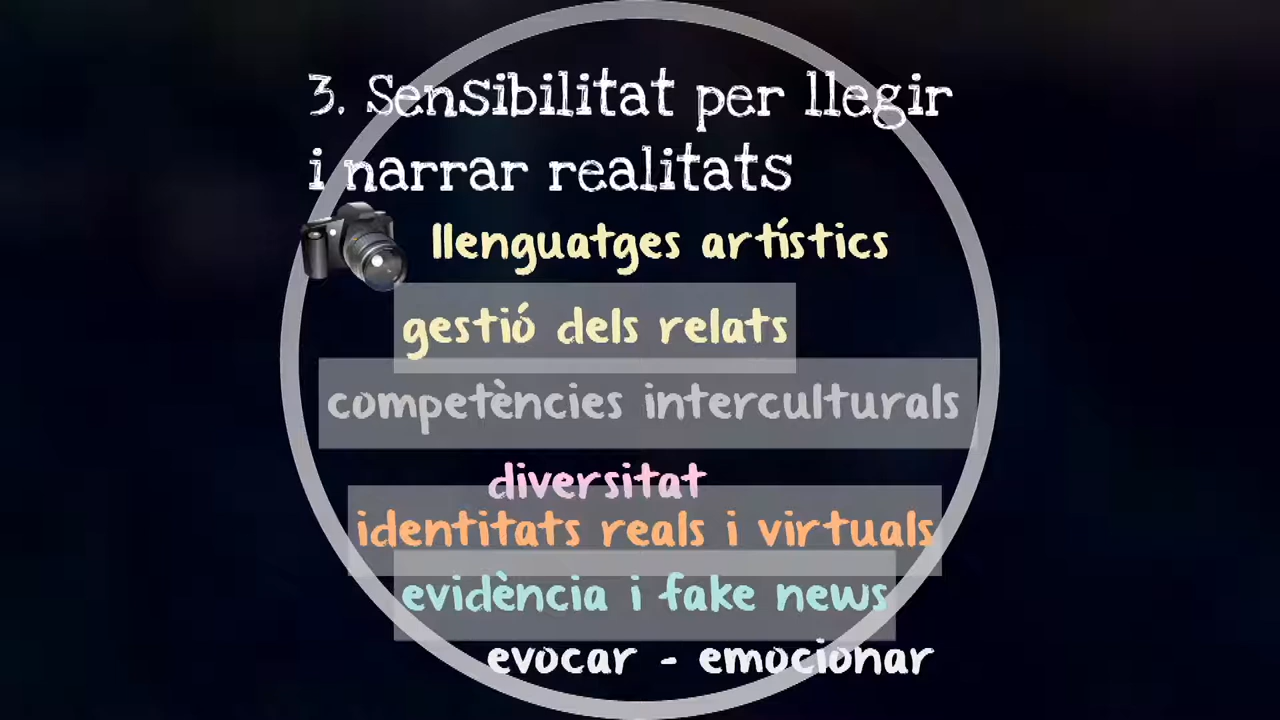 3. Sensibilitat per llegir
i narrar realitats
llenguatges artístics
gestió dels relats
competències interculturals
diversitat
identitats reals i virtuals
evidència i fake news
evocar - emocionar